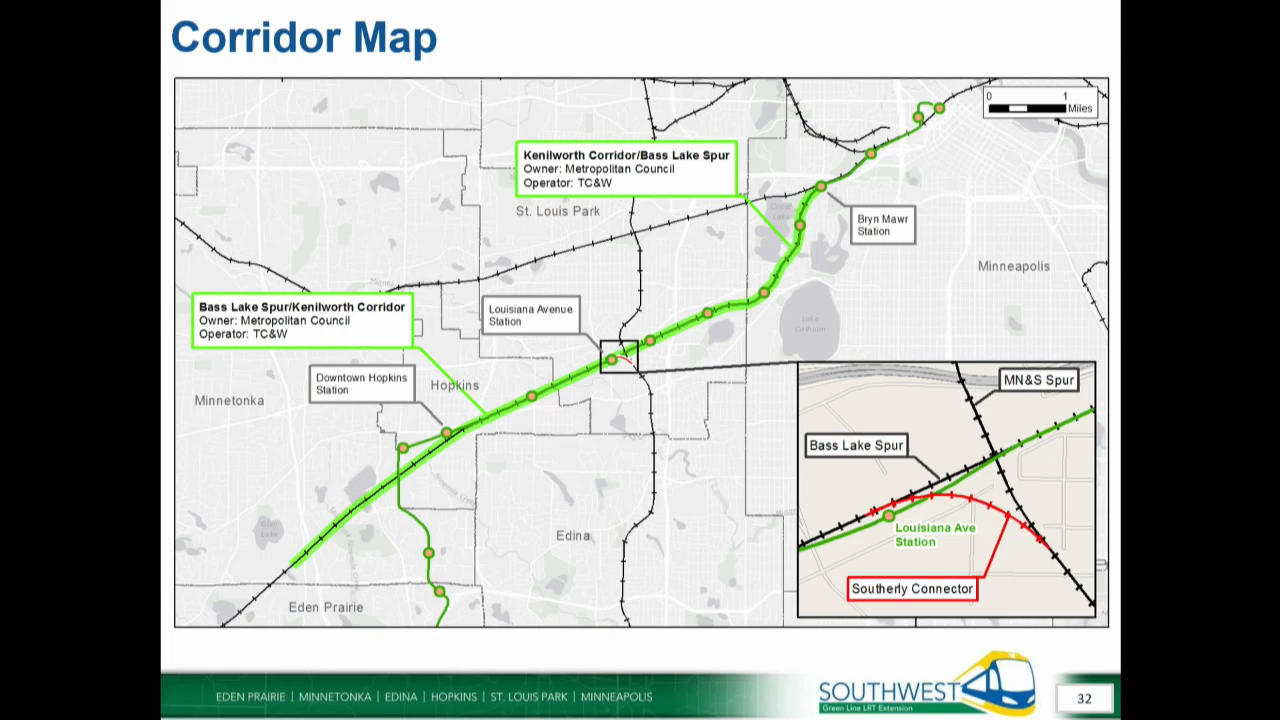 Corridor Map
0 1
Miles
Kenilworth Corridor/Bass Lake Spur
Owner: Metropolitan Council
Operator: TC&W
St. Louis Park
Bryn Mawr
Station
Minneapolis
Bass Lake Spur/Kenilworth Corridor
Owner: Metropolitan Council
Operator: TC&W
Louisiana Avenue
Station
Lake
Calhoun
Downtown Hopkins
Station
Hopkins
Minnetonka
MN&S Spur
Bass Lake Spur
Louisiana Ave
Station
Southerly Connector
Edina
Eden Prairie
EDEN PRAIRIE | MINNETONKA | EDINA | HOPKINS | ST. LOUIS PARK | MINNEAPOLIS
SOUTHWEST
Green Line LRT Extension
32